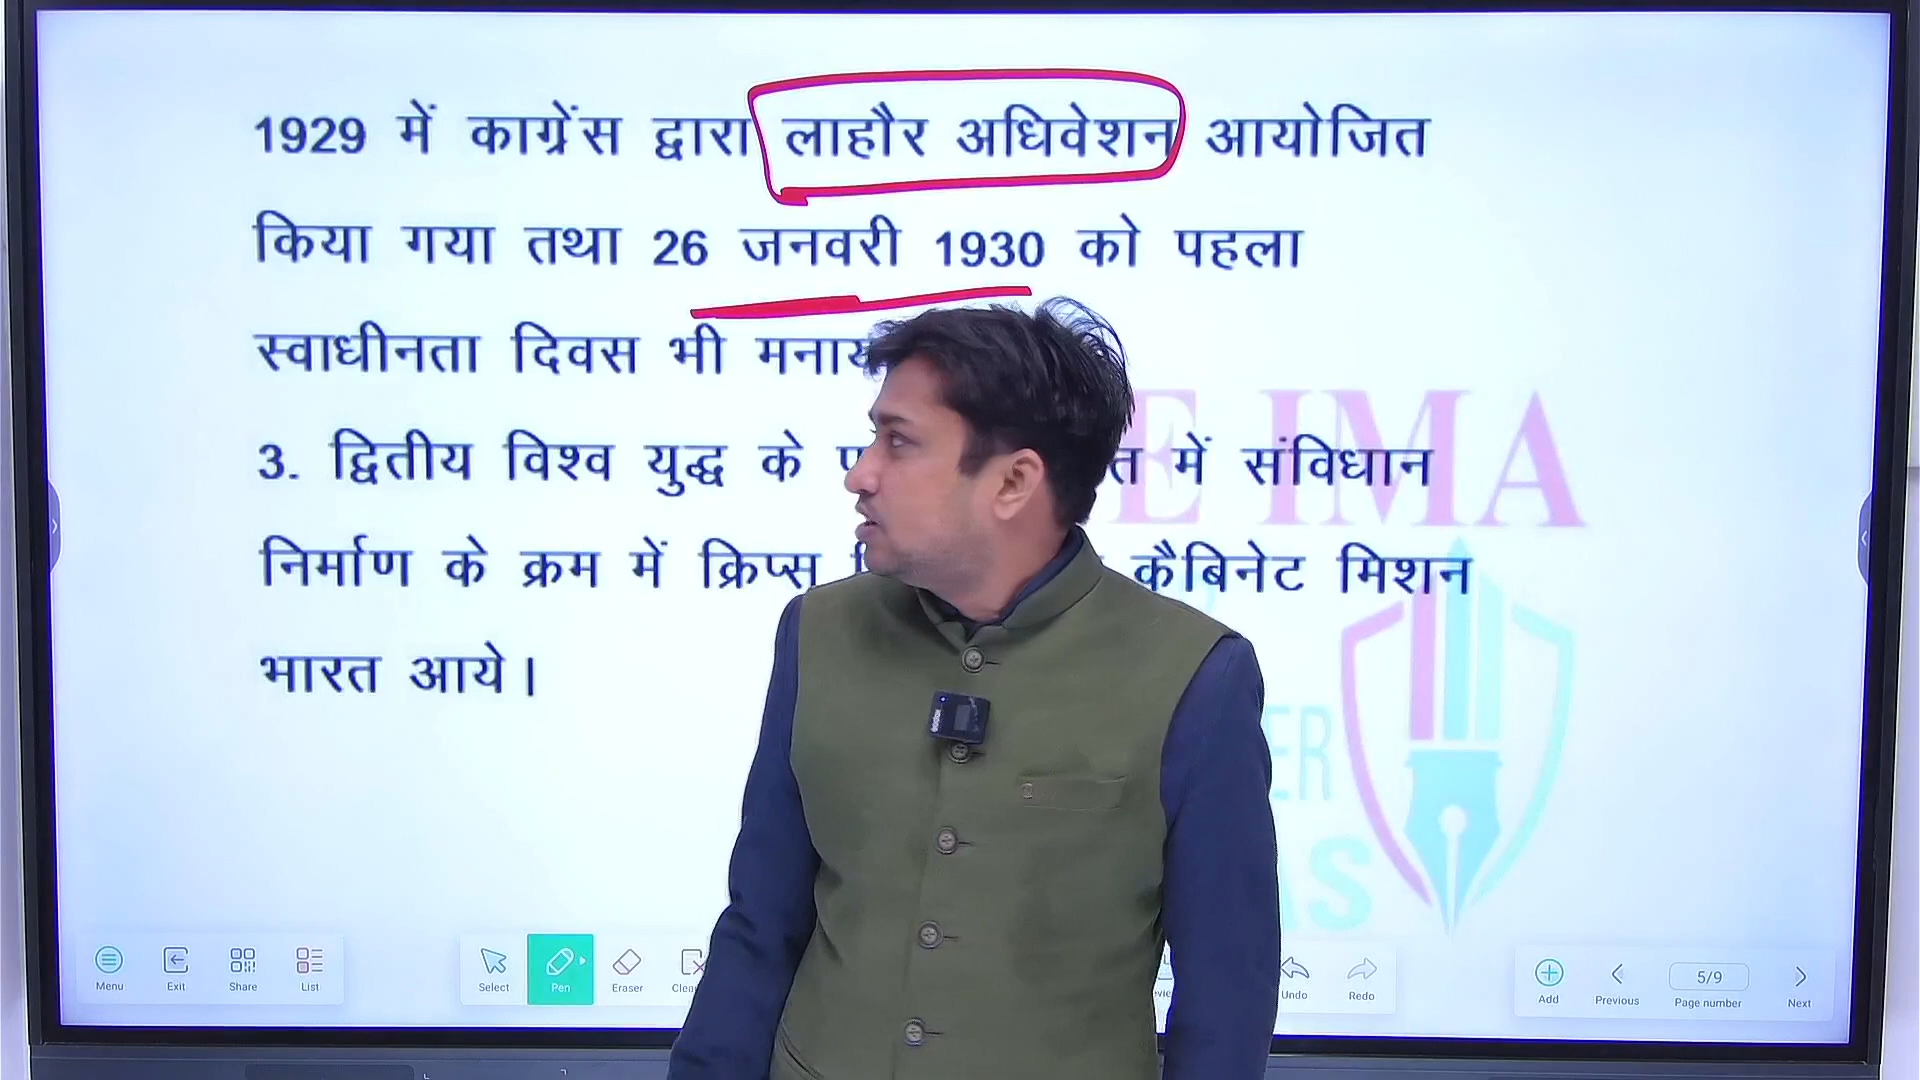 1929 में काग्रेंस द्वारा लाहौर अधिवेशन आयोजित
किया गया तथा 26 जनवरी 1930 को पहला
स्वाधीनता दिवस भी
3. द्वितीय विश्व युद्ध के में संविधान
निर्माण के क्रम में क्रिप्स कैबिनेट मिशन
भारत आये।
IMA
Menu Exit Share List Select Pen Eraser Undo Redo Add Previous 5/9 Page number Next